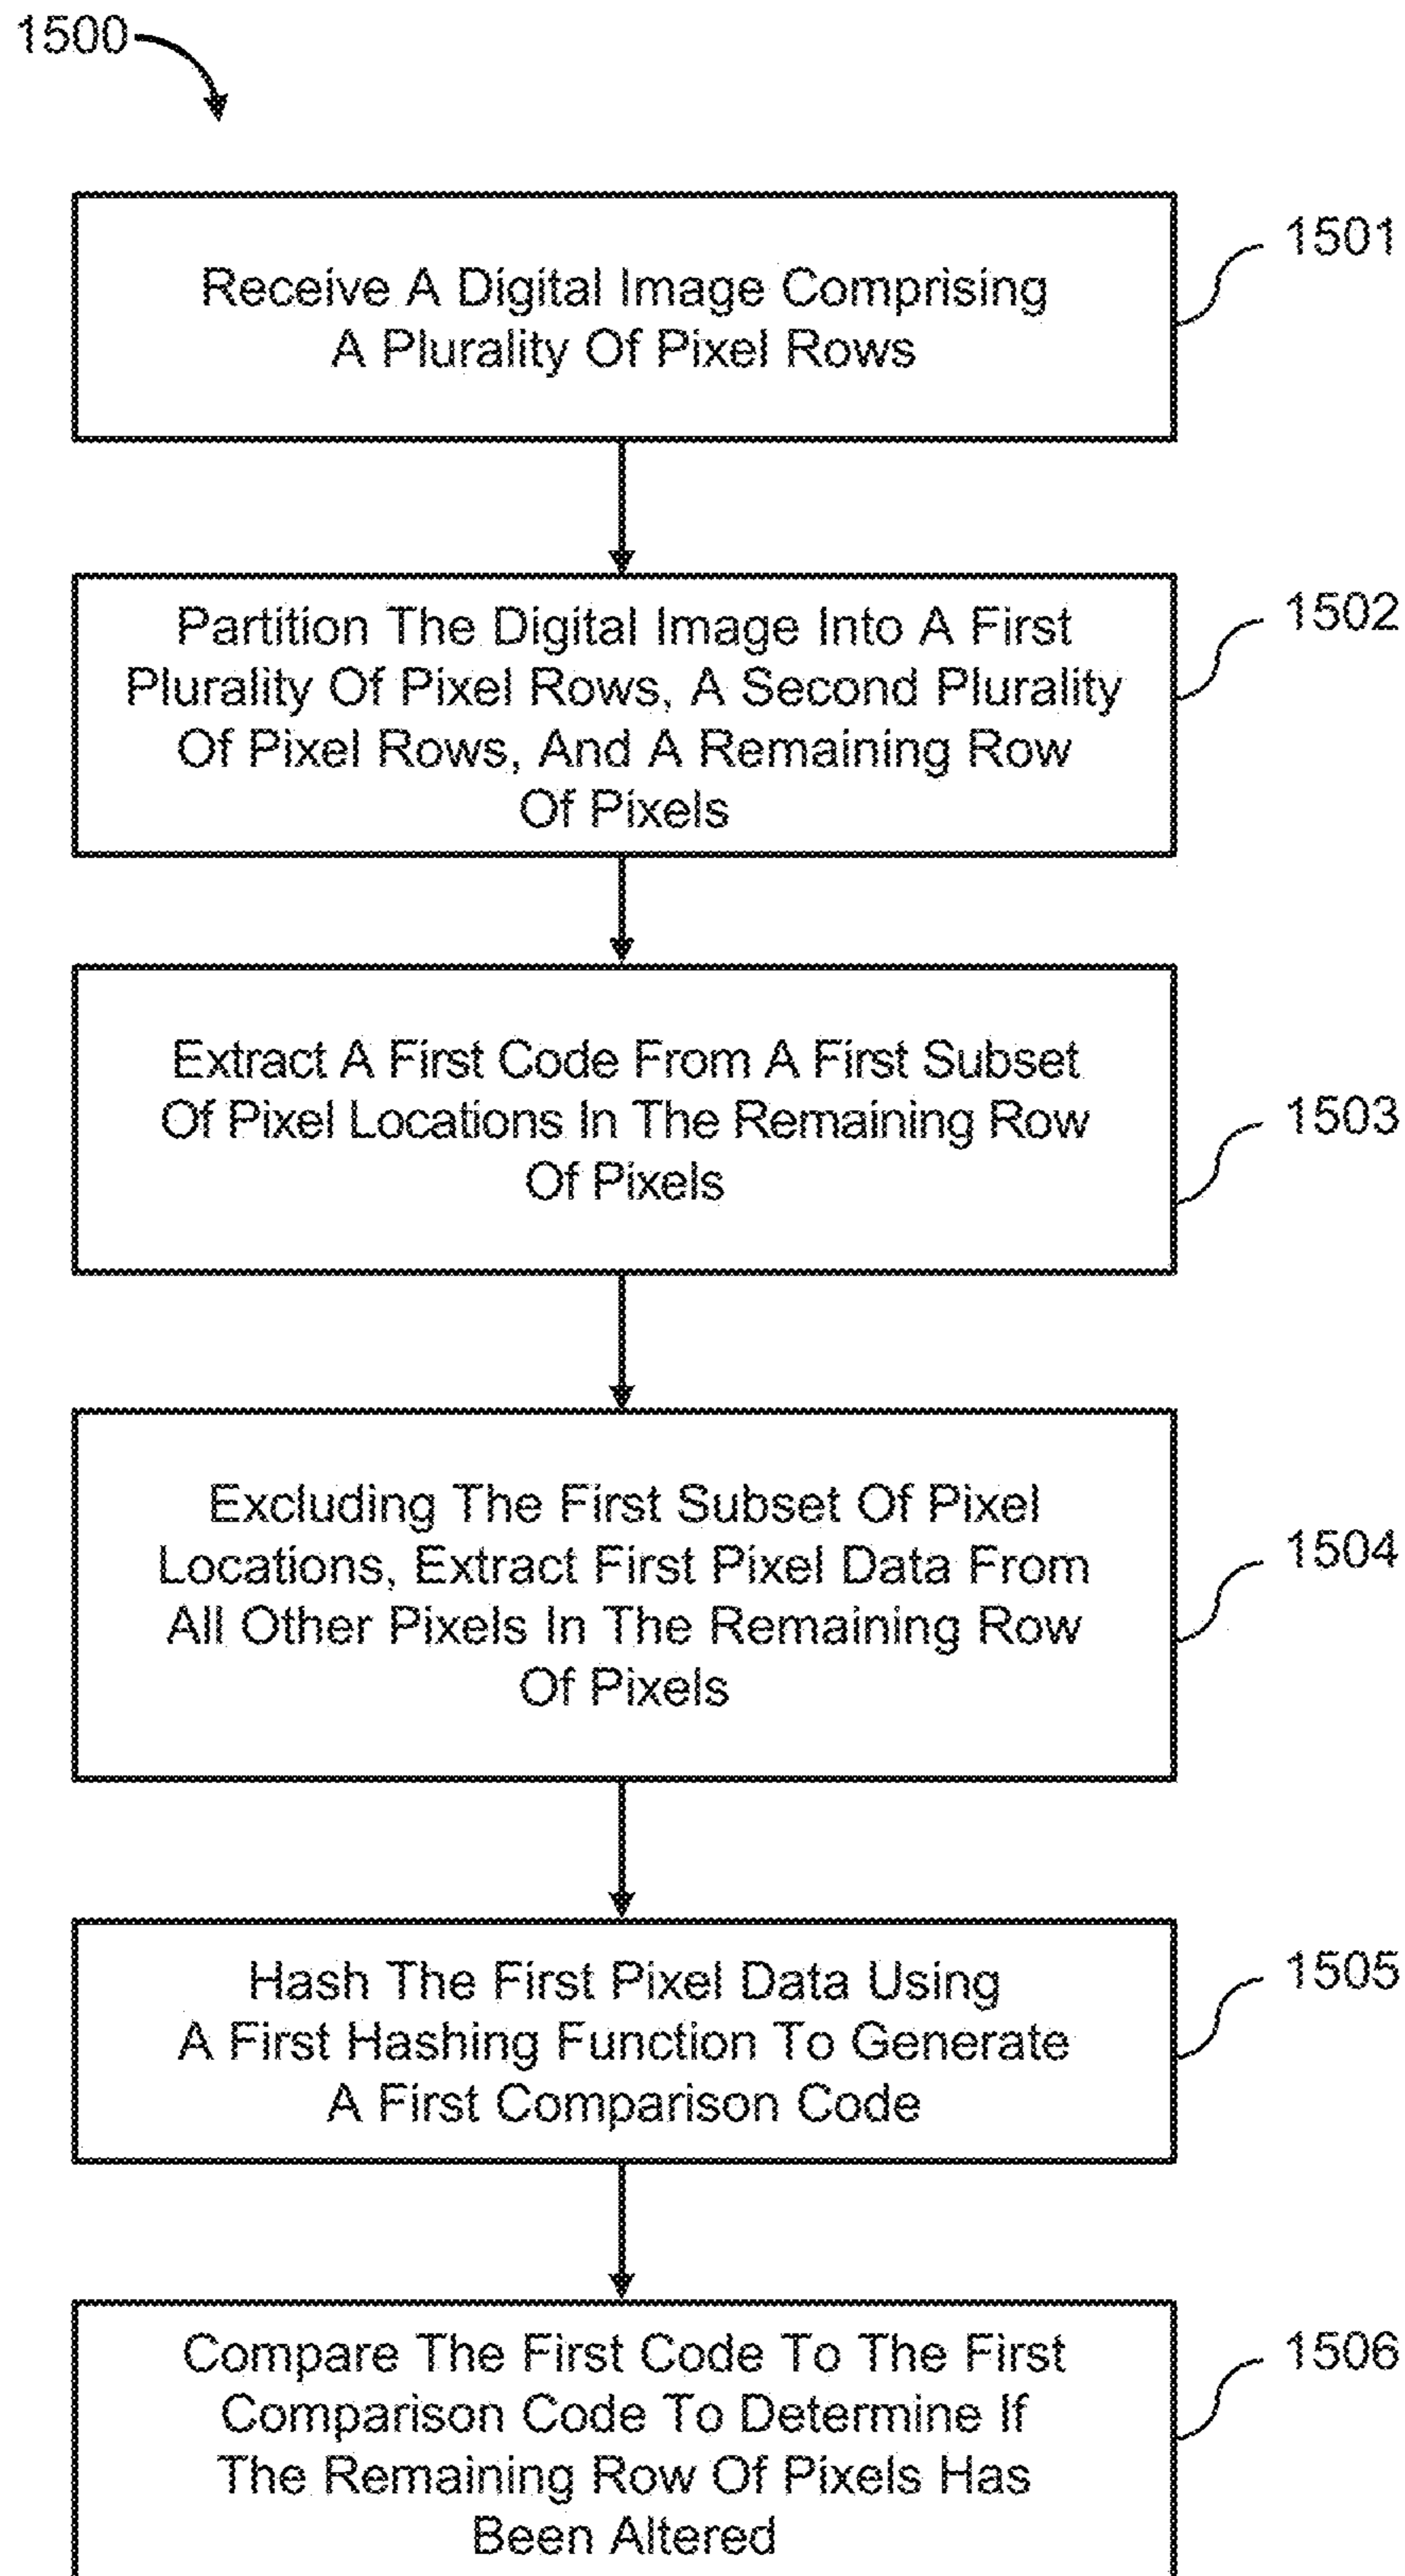 1500
Receive A Digital Image Comprising
A Plurality Of Pixel Rows
1501
Partition The Digital Image Into A First
Plurality Of Pixel Rows, A Second Plurality
Of Pixel Rows, And A Remaining Row
Of Pixels
1502
Extract A First Code From A First Subset
Of Pixel Locations In The Remaining Row
Of Pixels
1503
Excluding The First Subset Of Pixel
Locations, Extract First Pixel Data From
All Other Pixels In The Remaining Row
Of Pixels
1504
Hash The First Pixel Data Using
A First Hashing Function To Generate
A First Comparison Code
1505
Compare The First Code To The First
Comparison Code To Determine If
The Remaining Row Of Pixels Has
Been Altered
1506